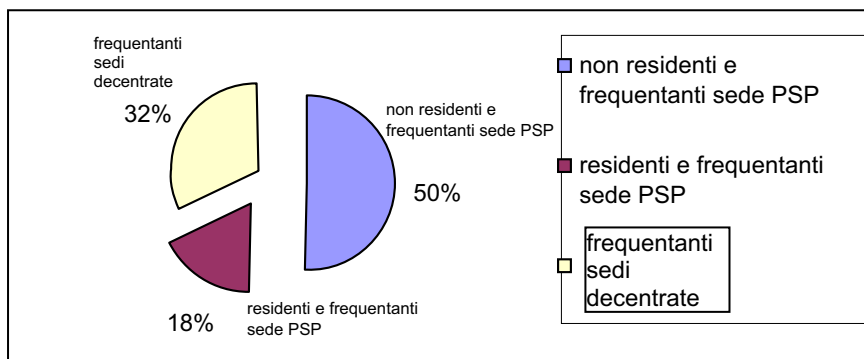 frequentanti
sedi
decentrate
32%
non residenti e
frequentanti sede PSP
50%
residenti e frequentanti
sede PSP
18%
non residenti e
frequentanti sede PSP
residenti e frequentanti
sede PSP
frequentanti
sedi
decentrate